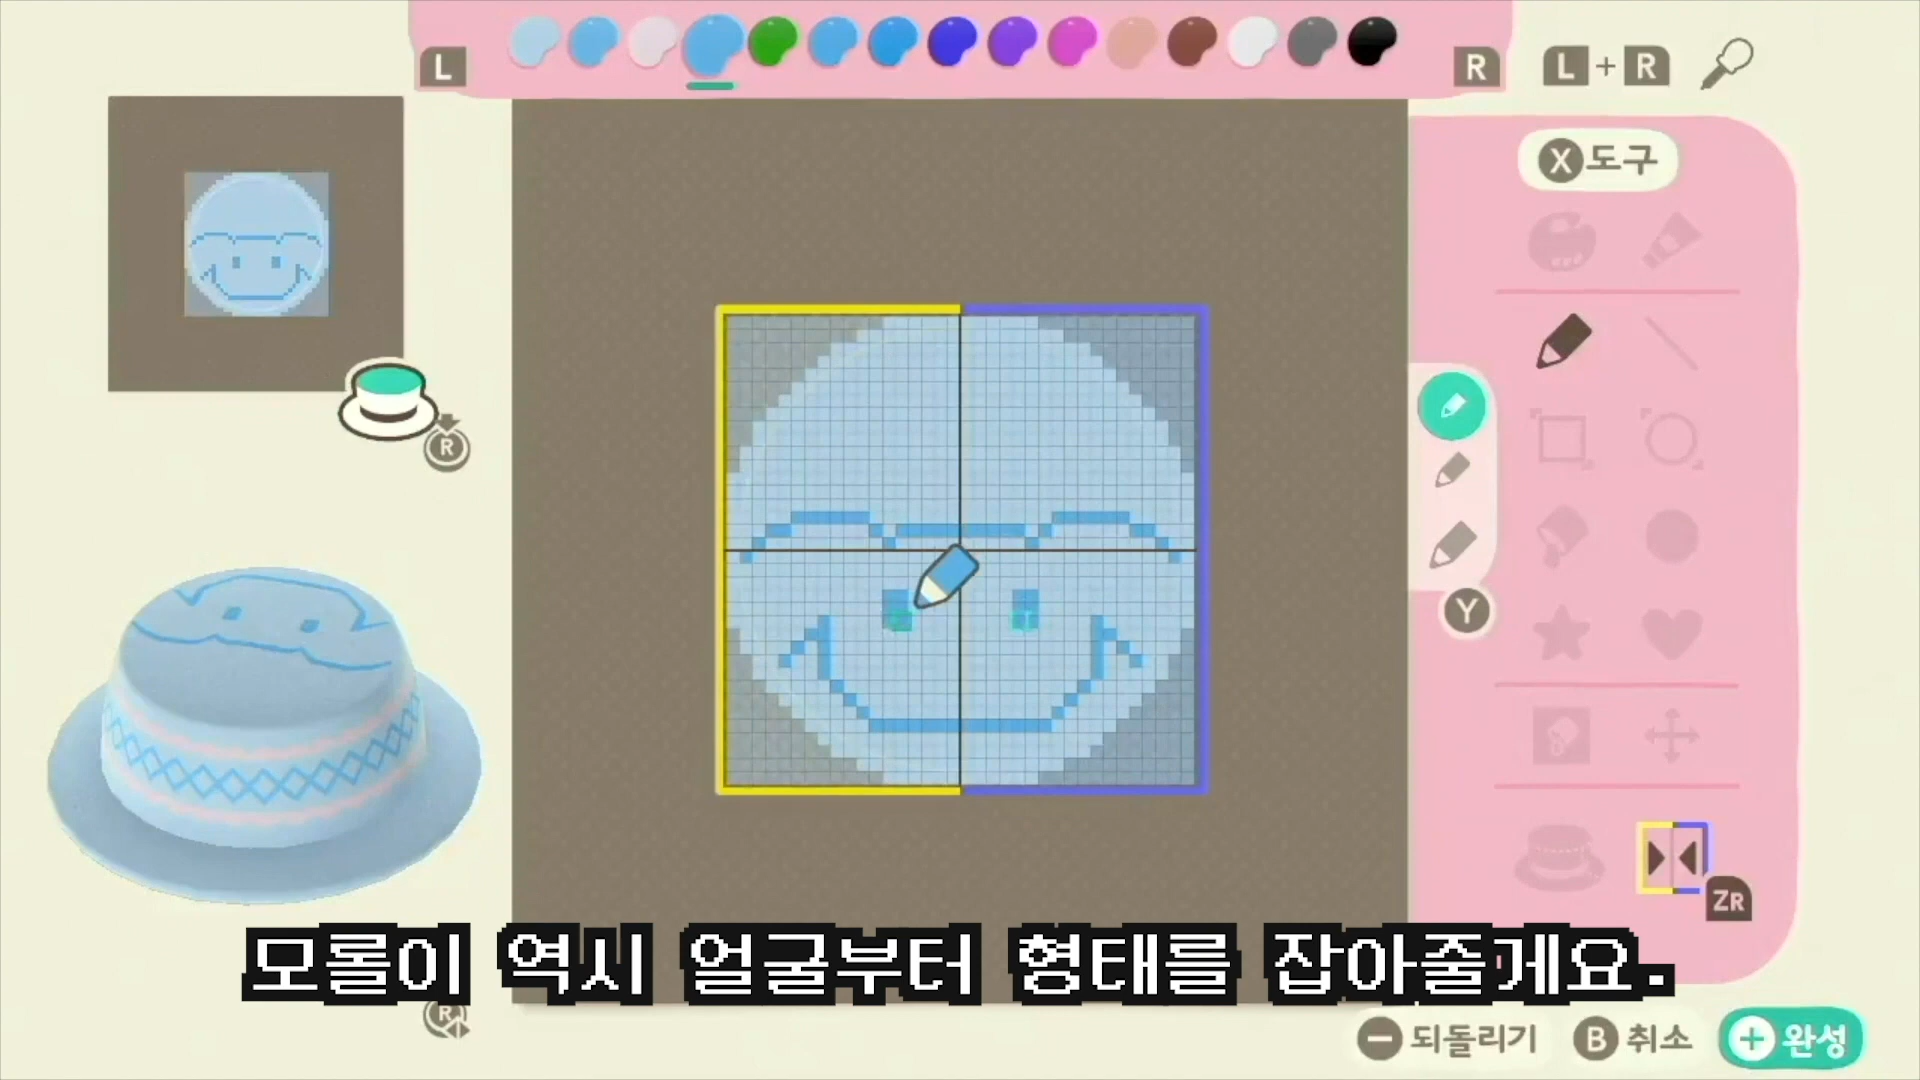 L
R
L + R
X 도구
R
Y
ZR
모롤이 역시 얼굴부터 형태를 잡아줄게요.
R
- 되돌리기
B 취소
+ 완성